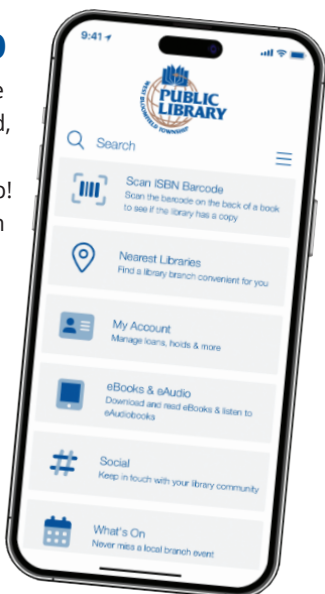 e
d,
o!
n
9:41
WEST BLOOMFIELD TOWNSHIP
PUBLIC
LIBRARY
Search
Scan ISBN Barcode
Scan the barcode on the back of a book
to see if the library has a copy
Nearest Libraries
Find a library branch convenient for you
My Account
Manage loans, holds & more
eBooks & eAudio
Download and read eBooks & listen to
eAudiobooks
Social
Keep in touch with your library community
What's On
Never miss a local branch event